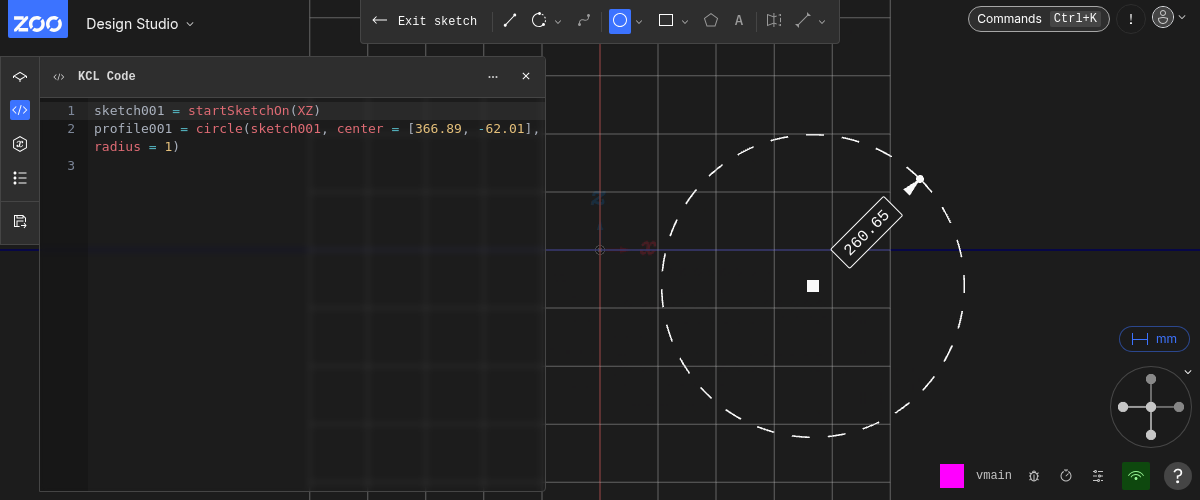 ZOO
Design Studio
Exit sketch
A
Commands Ctrl+K
!
KCL Code
1 sketch001 = startSketchOn(XZ)
2 profile001 = circle(sketch001, center = [366.89, -62.01],
radius = 1)
3
z
x
260.65
mm
vmain
?